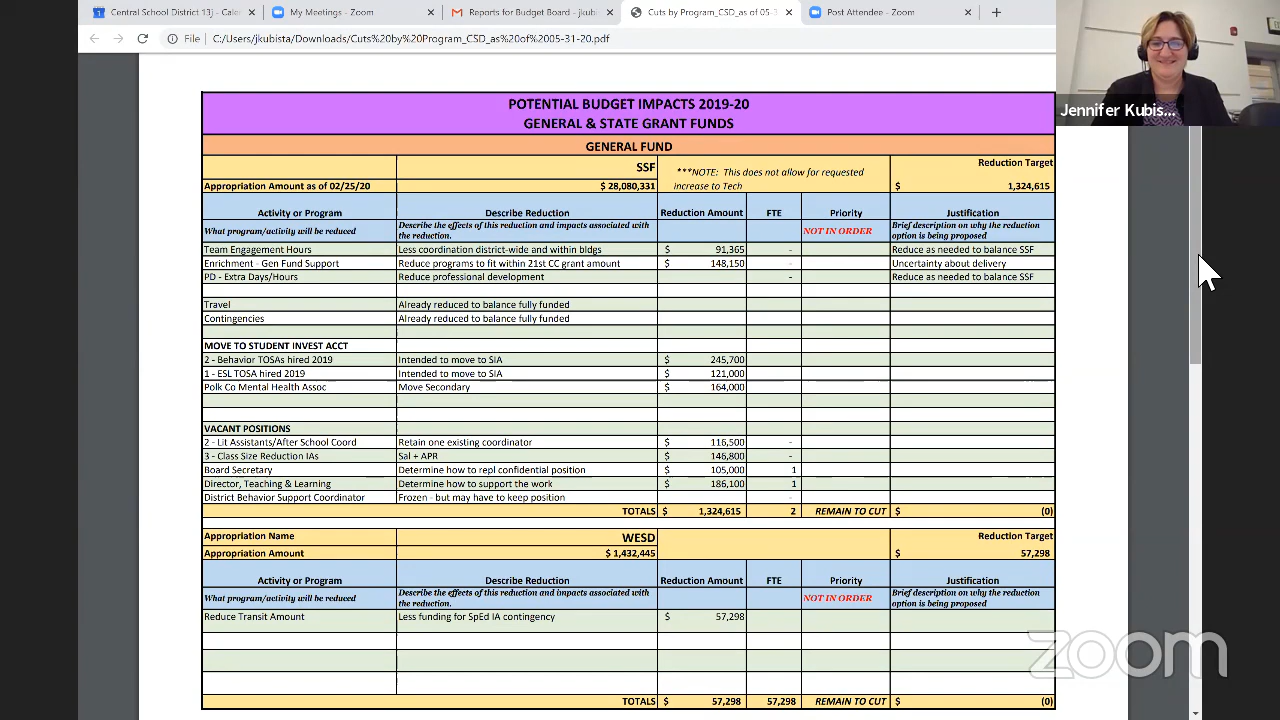 Central School District 13j - Cale
My Meetings - Zoom
Reports for Budget Board - jkubis
Cuts by Program_CSD_as of 05-3
Post Attendee - Zoom
File C:/Users/jkubista/Downloads/Cuts%20by%20Program_CSD_as%20of%2005-31-20.pdf
Jennifer Kubis...
POTENTIAL BUDGET IMPACTS 2019-20
GENERAL & STATE GRANT FUNDS
GENERAL FUND
SSF ***NOTE: This does not allow for requested increase to Tech Reduction Target
Appropriation Amount as of 02/25/20 $ 28,080,331 $ 1,324,615
Activity or Program Describe Reduction Reduction Amount FTE Priority Justification
What program/activity will be reduced Describe the effects of this reduction and impacts associated with the reduction. NOT IN ORDER Brief description on why the reduction option is being proposed
Team Engagement Hours Less coordination district-wide and within bldgs $ 91,365 - Reduce as needed to balance SSF
Enrichment - Gen Fund Support Reduce programs to fit within 21st CC grant amount $ 148,150 - Uncertainty about delivery
PD - Extra Days/Hours Reduce professional development - Reduce as needed to balance SSF
Travel Already reduced to balance fully funded
Contingencies Already reduced to balance fully funded
MOVE TO STUDENT INVEST ACCT
2 - Behavior TOSAs hired 2019 Intended to move to SIA $ 245,700
1 - ESL TOSA hired 2019 Intended to move to SIA $ 121,000
Polk Co Mental Health Assoc Move Secondary $ 164,000
VACANT POSITIONS
2 - Lit Assistants/After School Coord Retain one existing coordinator $ 116,500 -
3 - Class Size Reduction IAs Sal + APR $ 146,800 -
Board Secretary Determine how to repl confidential position $ 105,000 1
Director, Teaching & Learning Determine how to support the work $ 186,100 1
District Behavior Support Coordinator Frozen - but may have to keep position -
TOTALS $ 1,324,615 2 REMAIN TO CUT $ (0)
Appropriation Name WESD Reduction Target
Appropriation Amount $ 1,432,445 $ 57,298
Activity or Program Describe Reduction Reduction Amount FTE Priority Justification
What program/activity will be reduced Describe the effects of this reduction and impacts associated with the reduction. NOT IN ORDER Brief description on why the reduction option is being proposed
Reduce Transit Amount Less funding for SpEd IA contingency $ 57,298
TOTALS $ 57,298 57,298 REMAIN TO CUT $ (0)
zoom